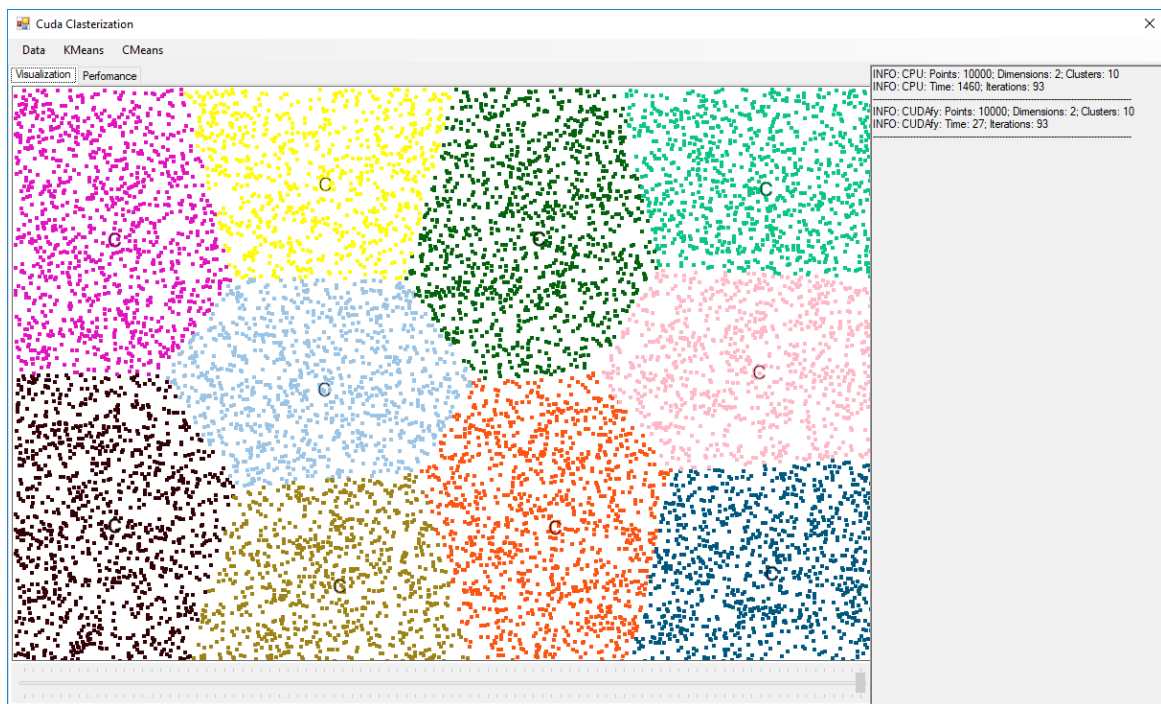 Cuda Clasterization
Data KMeans CMeans
Visualization Perfomance
INFO: CPU: Points: 10000; Dimensions: 2; Clusters: 10
INFO: CPU: Time: 1460; Iterations: 93
------------------------------------------------------------
INFO: CUDAfy: Points: 10000; Dimensions: 2; Clusters: 10
INFO: CUDAfy: Time: 27; Iterations: 93
------------------------------------------------------------
C
C
C
C
C
C
C
C
C
C